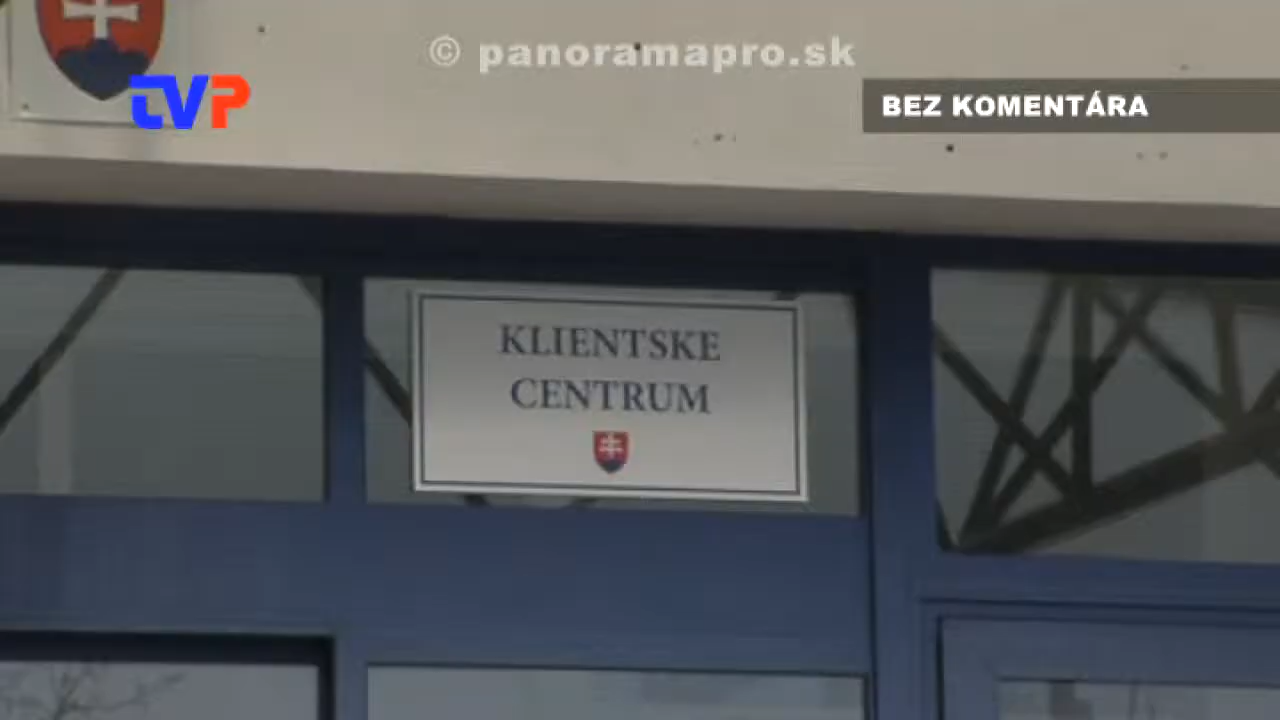 © panoramapro.sk
TVP
BEZ KOMENTÁRA
KLIENTSKE
CENTRUM